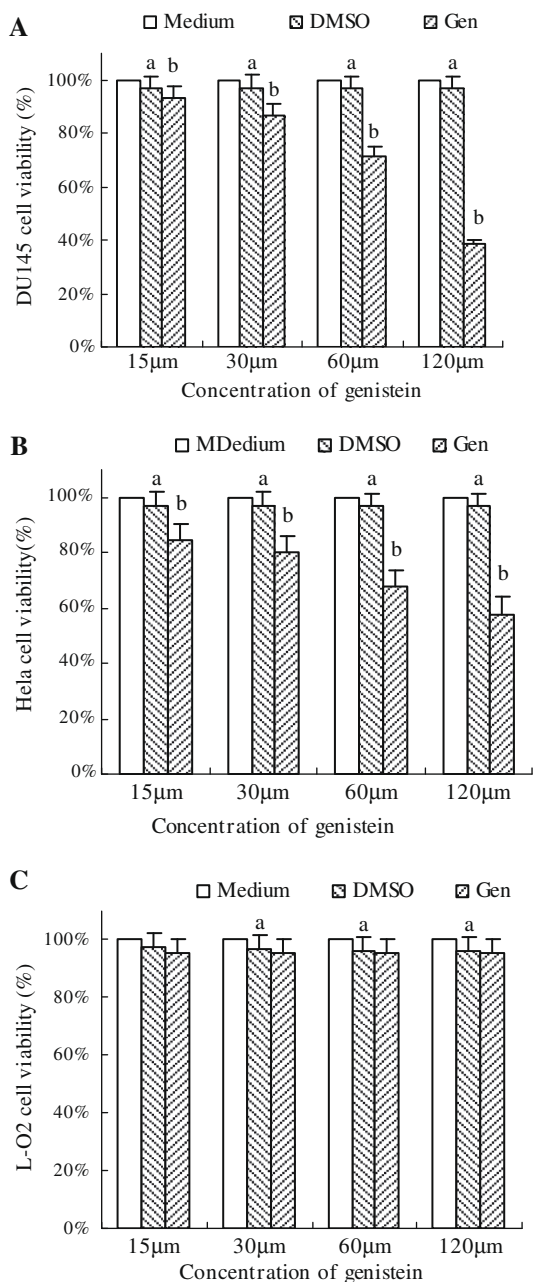 A
Medium DMSO Gen
a b a b a a
100%
80%
b
60%
40%
b
20%
0%
DU145 cell viability (%)
15µm 30µm 60µm 120µm
Concentration of genistein
B
MDedium DMSO Gen
a a a a
100%
b b
80%
b
b
60%
40%
20%
0%
Hela cell viability(%)
15µm 30µm 60µm 120µm
Concentration of genistein
C
Medium DMSO Gen
a a a
100%
80%
60%
40%
20%
0%
L-O2 cell viability (%)
15µm 30µm 60µm 120µm
Concentration of genistein